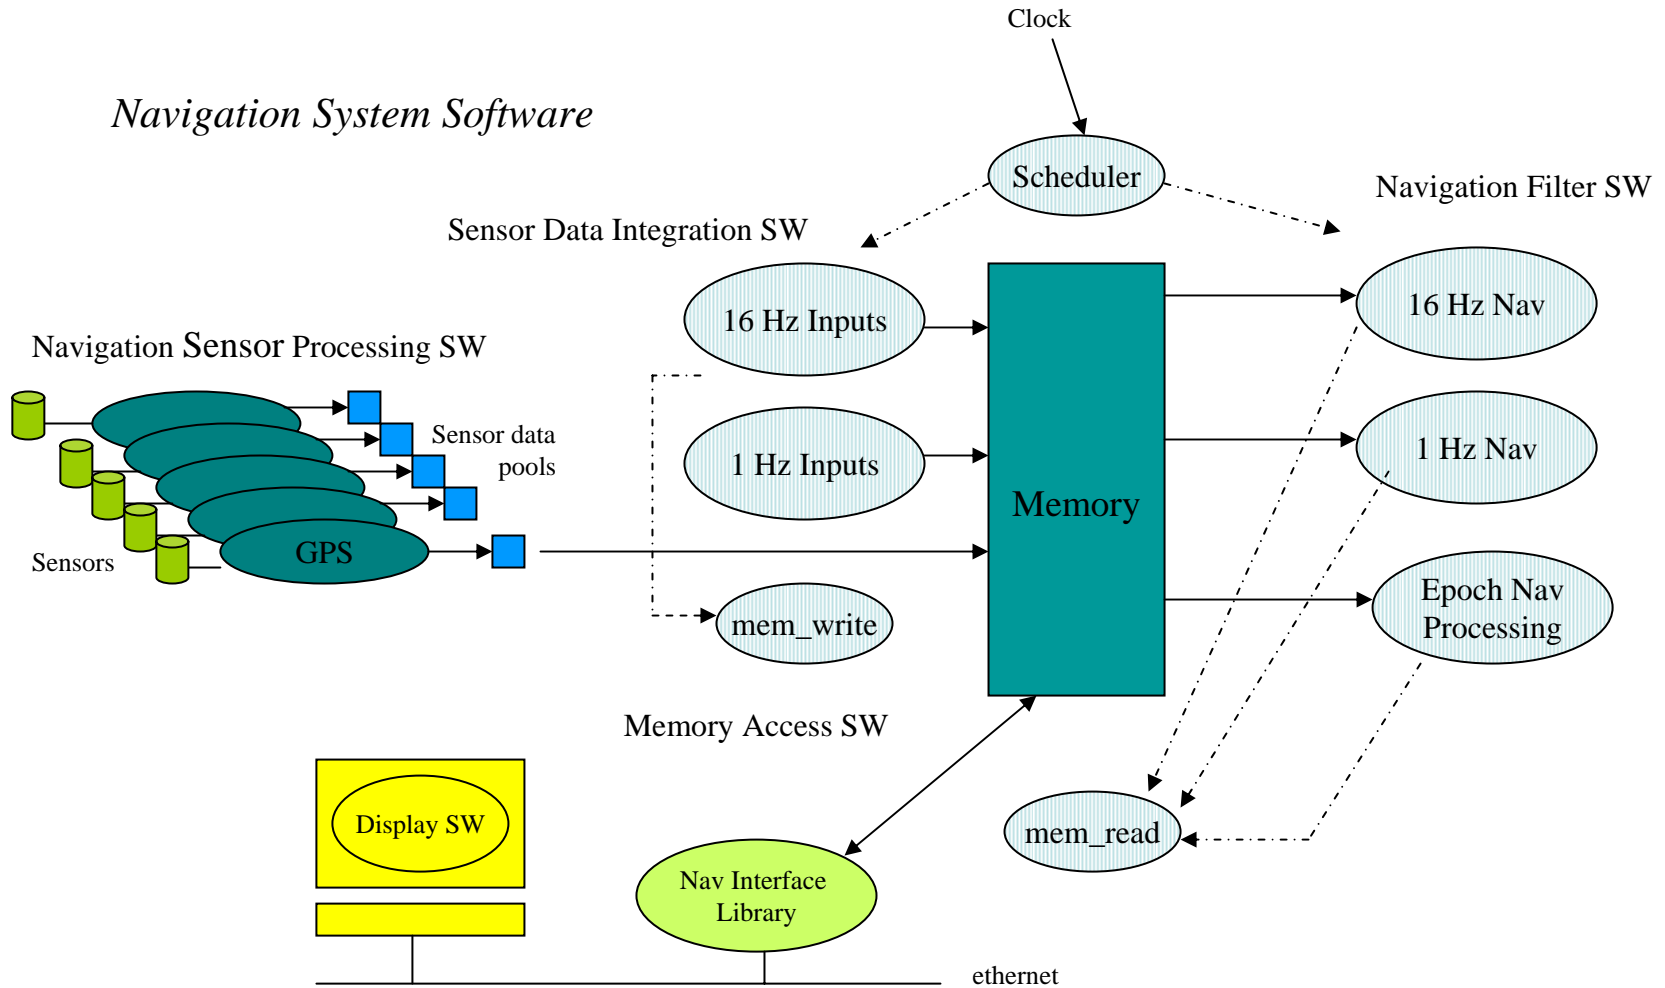 Clock
Navigation System Software
Scheduler
Navigation Filter SW
Sensor Data Integration SW
16 Hz Inputs
16 Hz Nav
Navigation Sensor Processing SW
Sensor data
pools
1 Hz Inputs
1 Hz Nav
Memory
GPS
Sensors
mem_write
Epoch Nav
Processing
Memory Access SW
Display SW
mem_read
Nav Interface
Library
ethernet